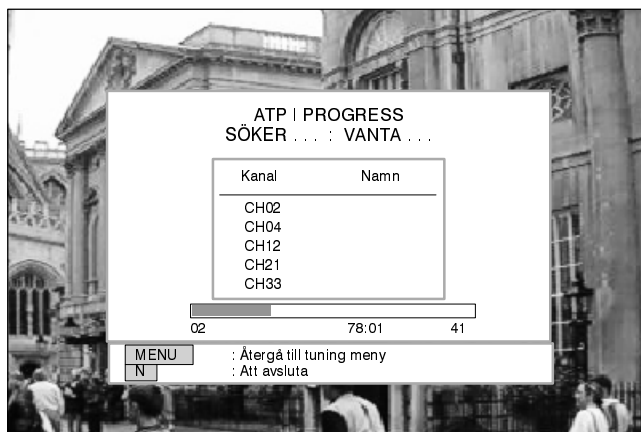 ATP I PROGRESS
SÖKER . . . : VANTA . . .
Kanal Namn
CH02
CH04
CH12
CH21
CH33
02 78:01 41
MENU : Återgå till tuning meny
N : Att avsluta